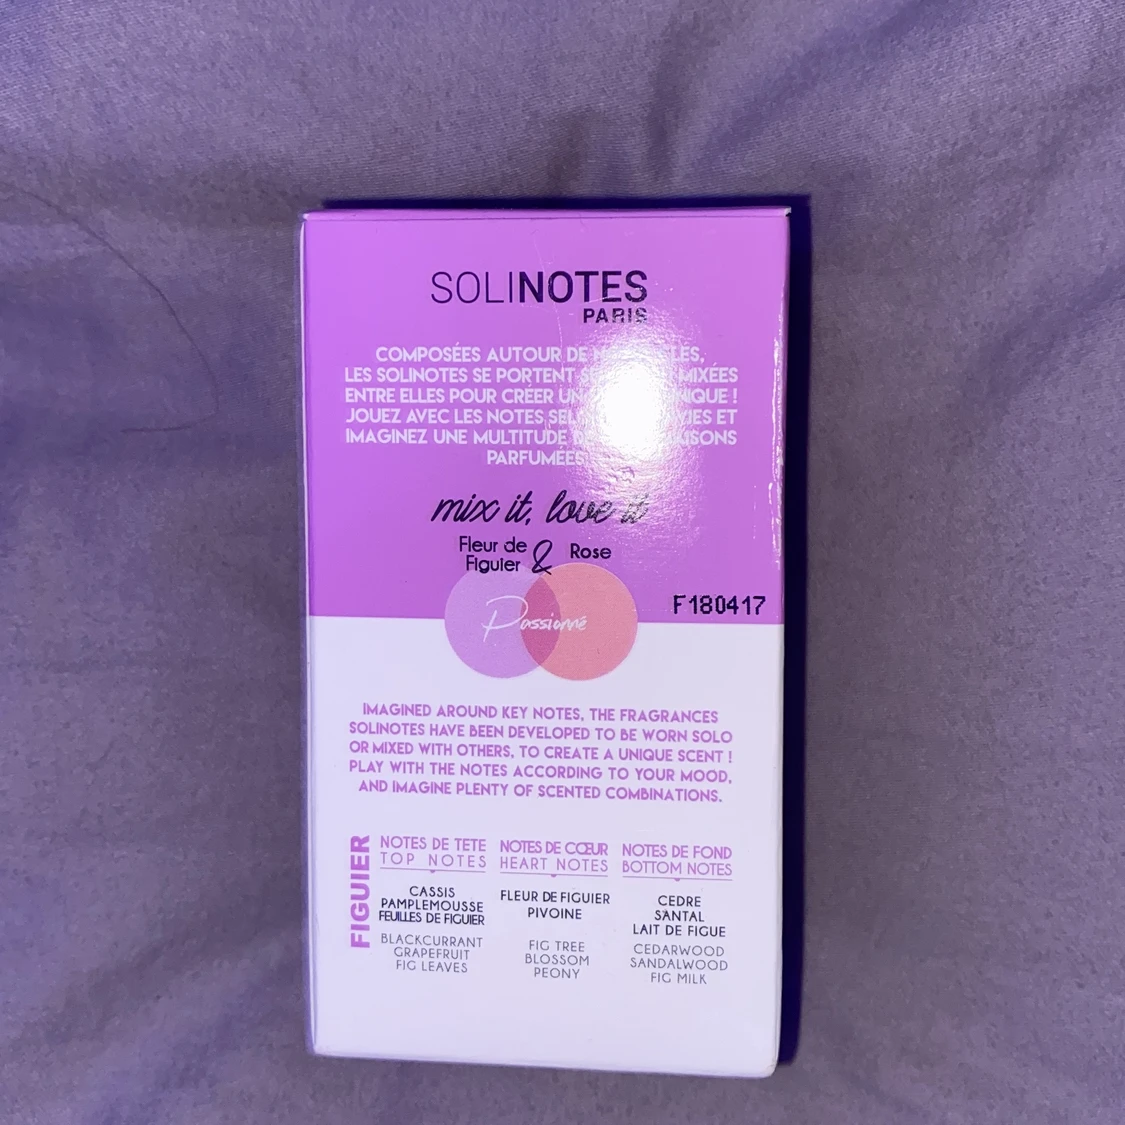 SOLINOTES
PARIS
COMPOSÉES AUTOUR DE
LES SOLINOTES SE PORTENT MIXÉES
ENTRE ELLES POUR CRÉER UN !
JOUEZ AVEC LES NOTES ET
IMAGINEZ UNE MULTITUDE
PARFUMÉES
mix it, love it
Fleur de Figuier & Rose
Passionné
F180417
IMAGINED AROUND KEY NOTES, THE FRAGRANCES
SOLINOTES HAVE BEEN DEVELOPED TO BE WORN SOLO
OR MIXED WITH OTHERS, TO CREATE A UNIQUE SCENT !
PLAY WITH THE NOTES ACCORDING TO YOUR MOOD,
AND IMAGINE PLENTY OF SCENTED COMBINATIONS.
FIGUIER
NOTES DE TETE
TOP NOTES
CASSIS
PAMPLEMOUSSE
FEUILLES DE FIGUIER
BLACKCURRANT
GRAPEFRUIT
FIG LEAVES
NOTES DE CŒUR
HEART NOTES
FLEUR DE FIGUIER
PIVOINE
FIG TREE
BLOSSOM
PEONY
NOTES DE FOND
BOTTOM NOTES
CEDRE
SANTAL
LAIT DE FIGUE
CEDARWOOD
SANDALWOOD
FIG MILK